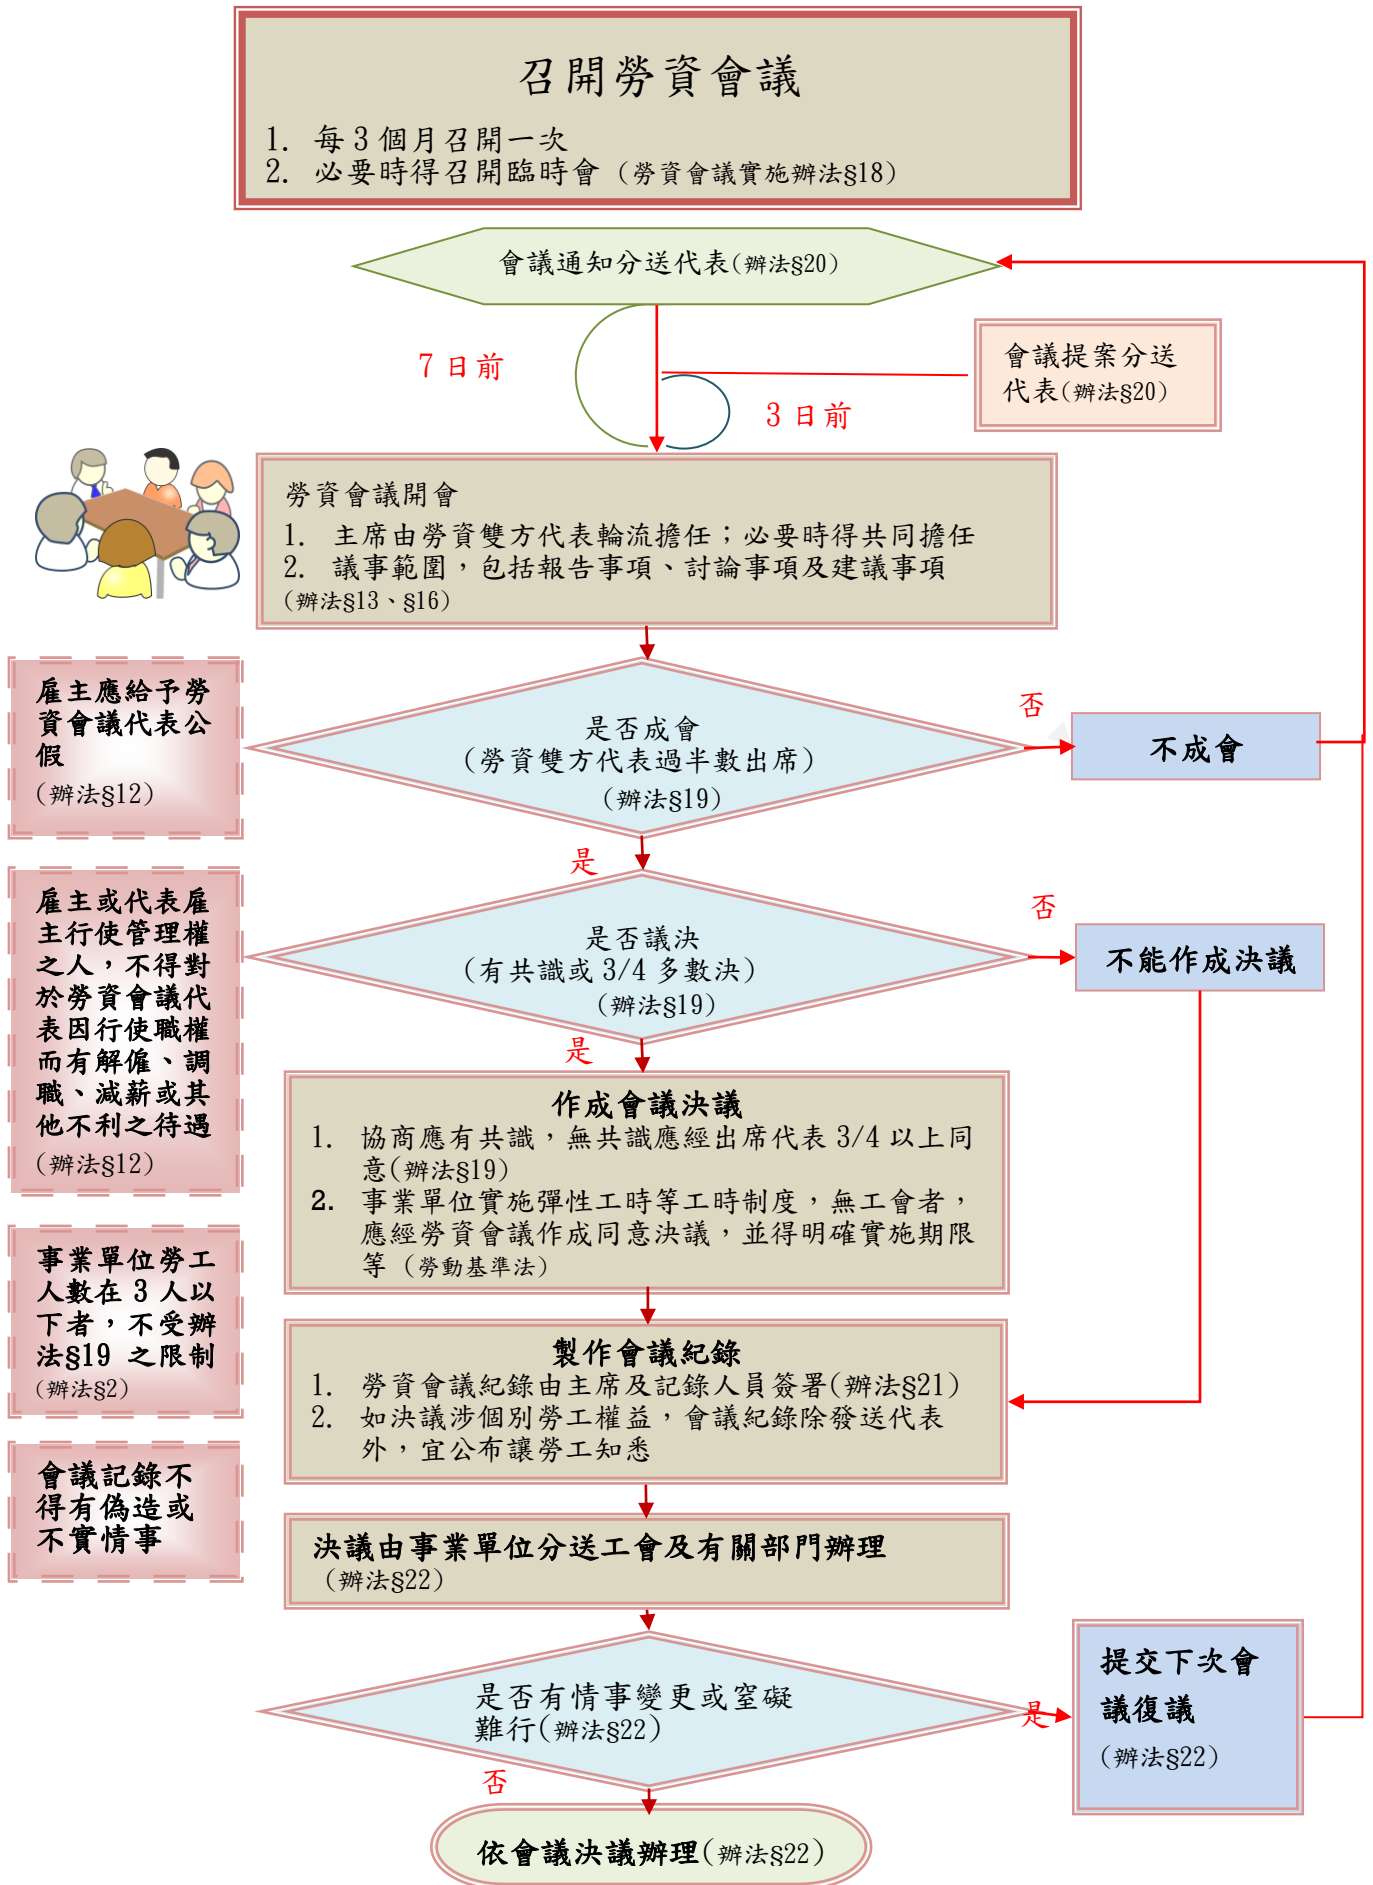 召開勞資會議
1. 每3個月召開一次
2. 必要時得召開臨時會（勞資會議實施辦法§18）
會議通知分送代表(辦法§20)
7日前
會議提案分送
代表(辦法§20)
3日前
勞資會議開會
1. 主席由勞資雙方代表輪流擔任；必要時得共同擔任
2. 議事範圍，包括報告事項、討論事項及建議事項
（辦法§13、§16）
雇主應給予勞
資會議代表公
假
（辦法§12）
是否成會
（勞資雙方代表過半數出席）
（辦法§19）
否
不成會
是
雇主或代表雇
主行使管理權
之人，不得對
於勞資會議代
表因行使職權
而有解僱、調
職、減薪或其
他不利之待遇
（辦法§12）
是否議決
（有共識或3/4多數決）
（辦法§19）
否
不能作成決議
是
作成會議決議
1. 協商應有共識，無共識應經出席代表3/4以上同
意(辦法§19)
2. 事業單位實施彈性工時等工時制度，無工會者，
應經勞資會議作成同意決議，並得明確實施期限
等（勞動基準法）
事業單位勞工
人數在3人以
下者，不受辦
法§19 之限制
（辦法§2）
製作會議紀錄
1. 勞資會議紀錄由主席及記錄人員簽署(辦法§21)
2. 如決議涉個別勞工權益，會議紀錄除發送代表
外，宜公布讓勞工知悉
會議記錄不
得有偽造或
不實情事
決議由事業單位分送工會及有關部門辦理
（辦法§22）
是否有情事變更或窒礙
難行(辦法§22)
是
提交下次會
議復議
（辦法§22）
否
依會議決議辦理(辦法§22)